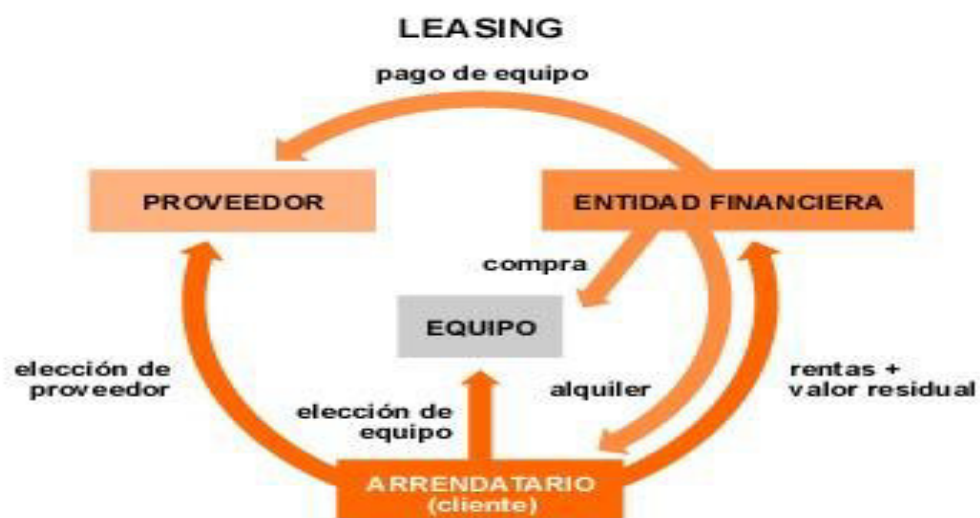 LEASING
pago de equipo
PROVEEDOR
ENTIDAD FINANCIERA
compra
EQUIPO
elección de
proveedor
elección de
equipo
alquiler
rentas +
valor residual
ARRENDATARIO
(cliente)